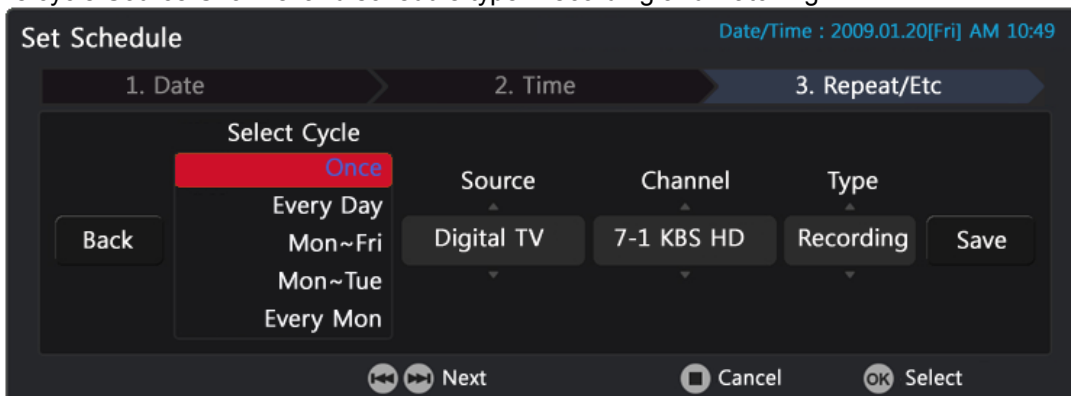 Set Schedule
Date/Time : 2009.01.20[Fri] AM 10:49
1. Date
2. Time
3. Repeat/Etc
Select Cycle
Once
Every Day
Mon~Fri
Mon~Tue
Every Mon
Back
Source
Digital TV
Channel
7-1 KBS HD
Type
Recording
Save
Next
Cancel
OK Select